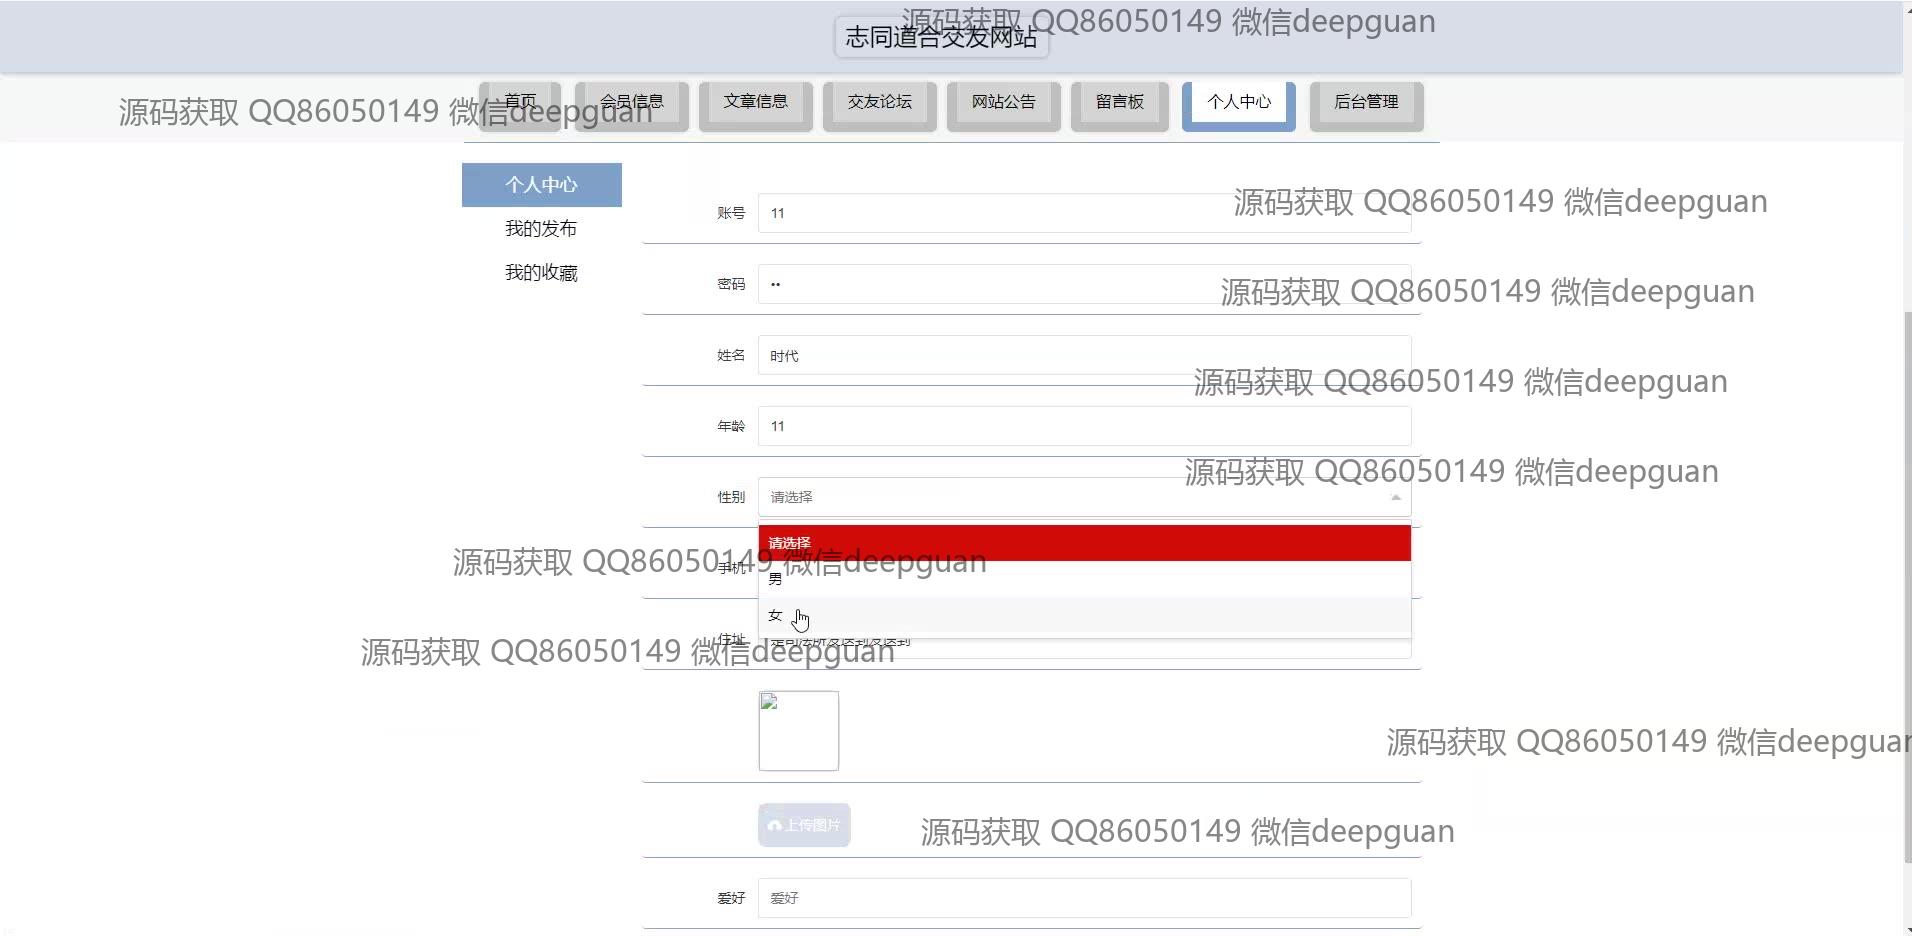 源码获取 QQ86050149 微信deepguan
志同道合交友网站
首页
会员信息
文章信息
交友论坛
网站公告
留言板
个人中心
后台管理
源码获取 QQ86050149 微信deepguan
个人中心
我的发布
我的收藏
账号 11
源码获取 QQ86050149 微信deepguan
密码 ••
源码获取 QQ86050149 微信deepguan
姓名 时代
源码获取 QQ86050149 微信deepguan
年龄 11
源码获取 QQ86050149 微信deepguan
性别 请选择
请选择
源码获取 QQ86050149 微信deepguan
手机
男
女
住址
源码获取 QQ86050149 微信deepguan
源码获取 QQ86050149 微信deepguan
上传图片
源码获取 QQ86050149 微信deepguan
爱好 爱好